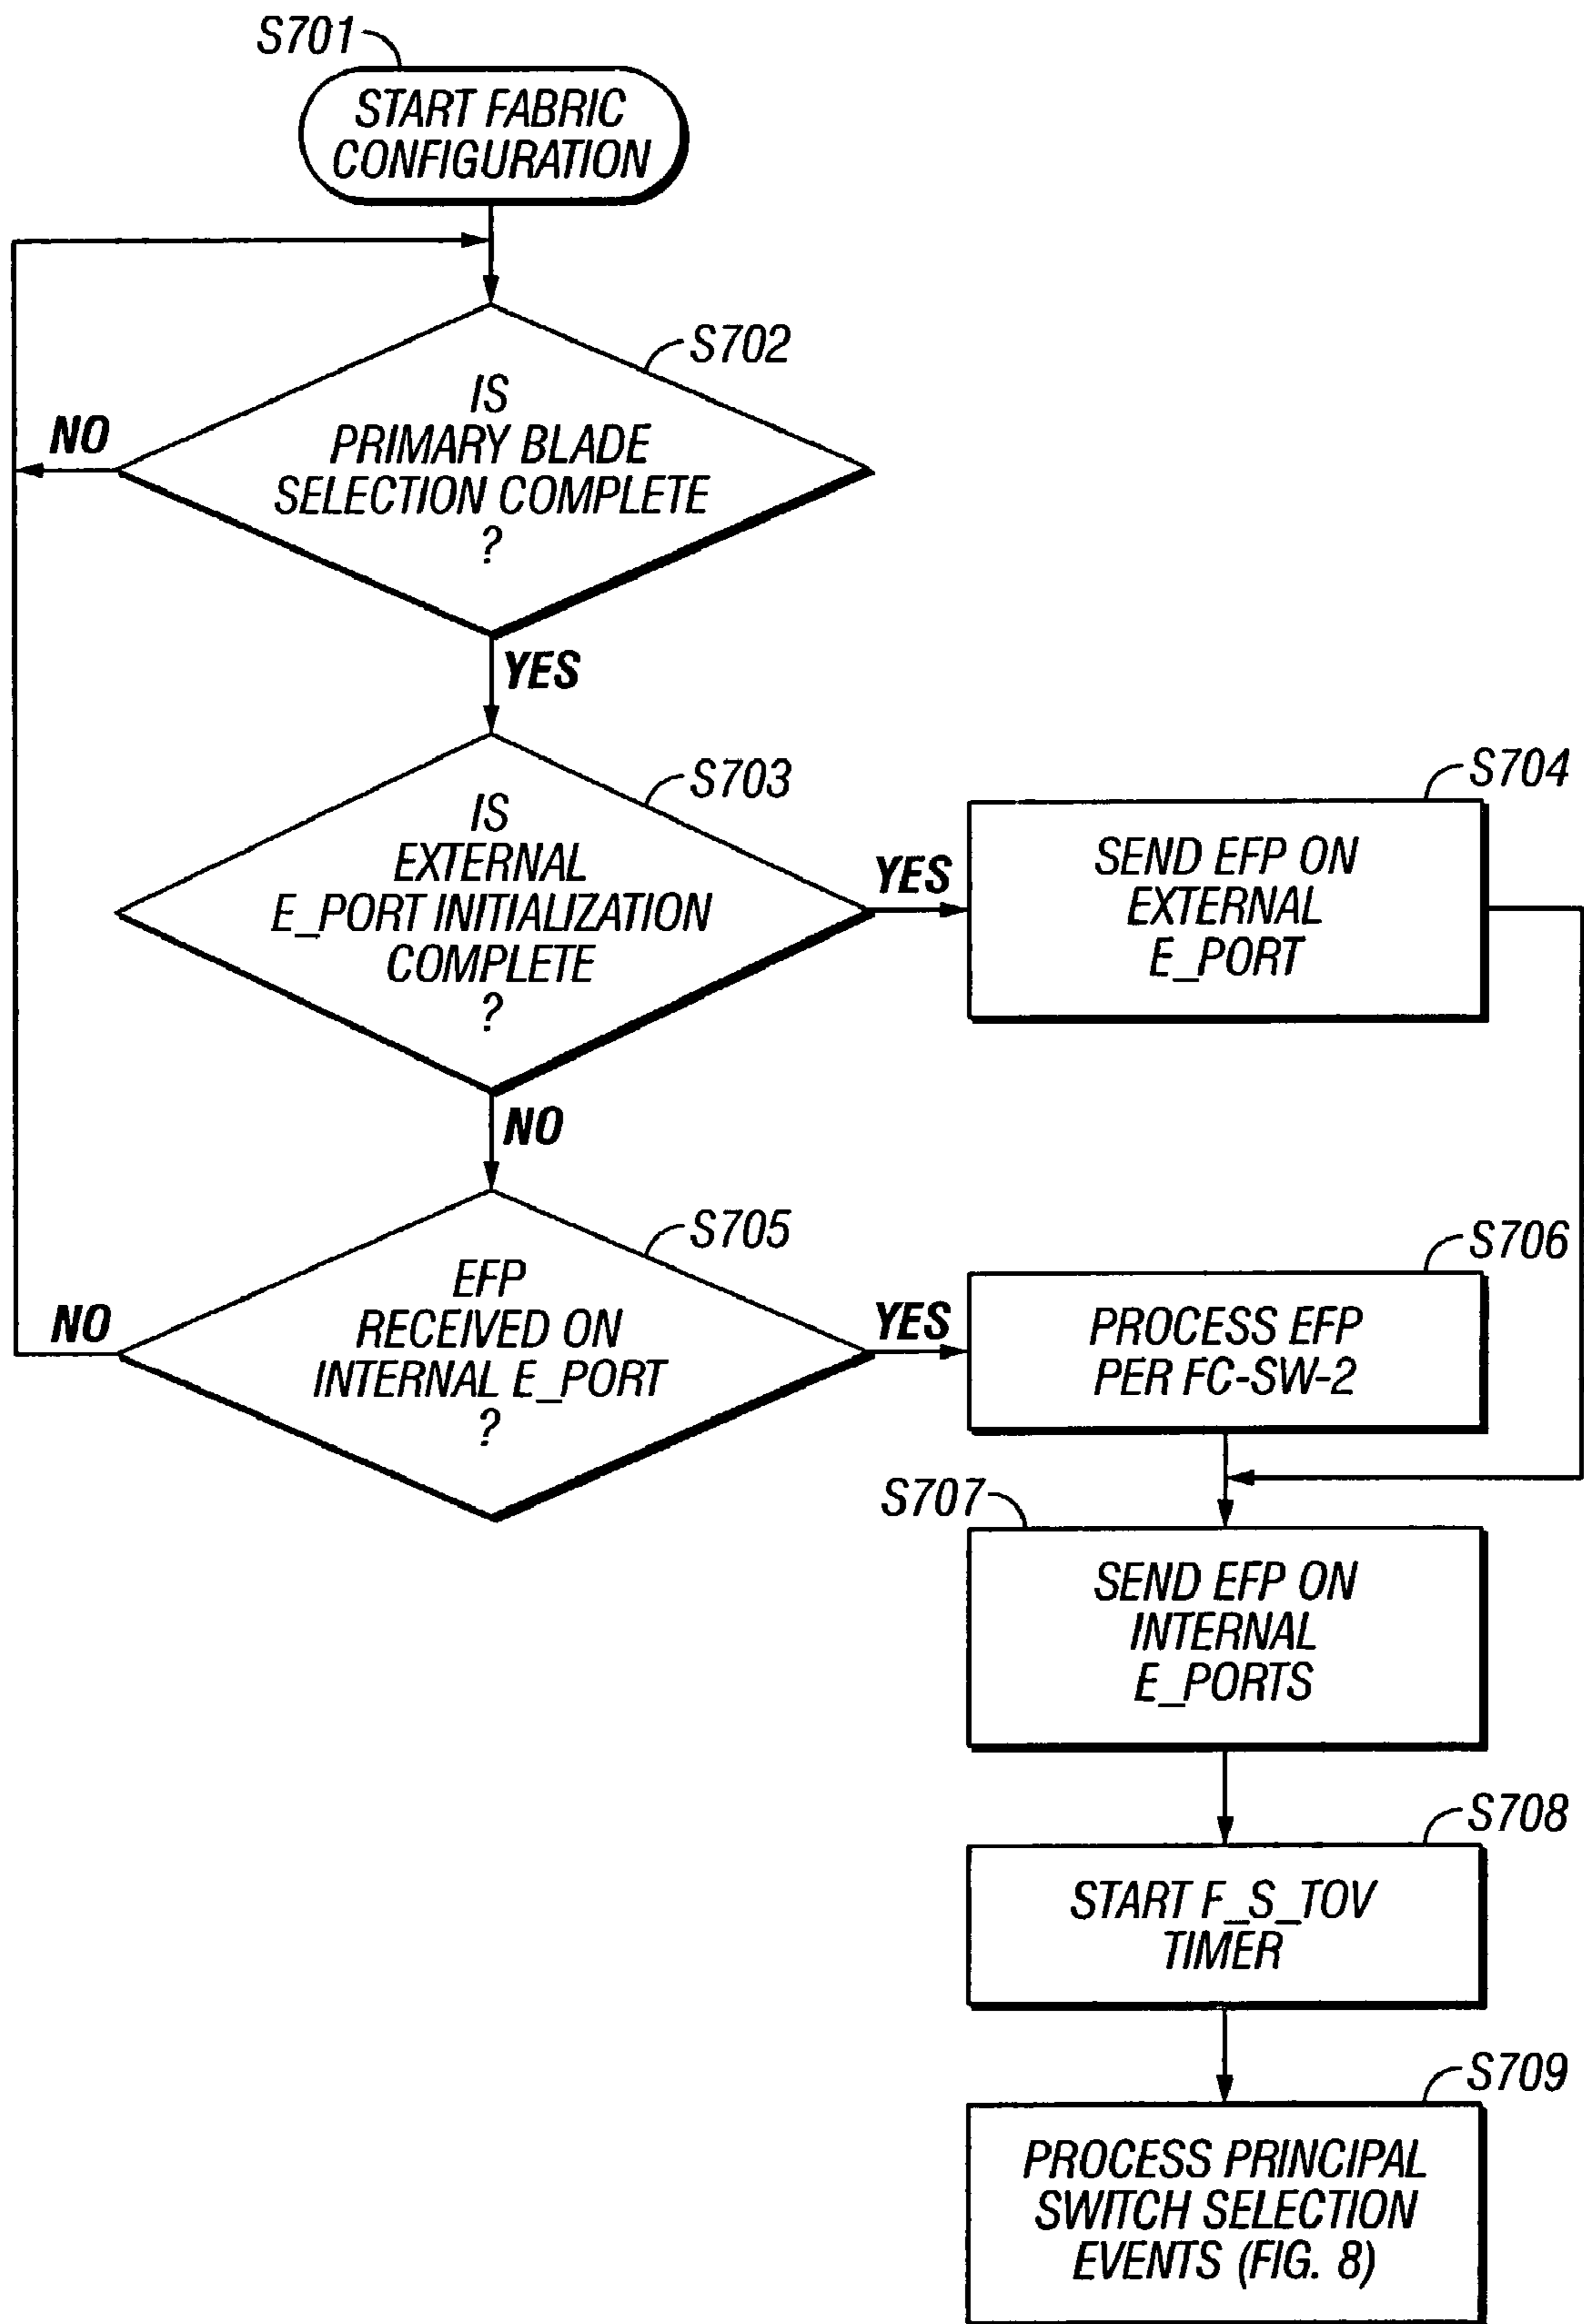 S701
START FABRIC
CONFIGURATION
S702
IS
PRIMARY BLADE
SELECTION COMPLETE
?
NO
YES
S703
IS
EXTERNAL
E_PORT INITIALIZATION
COMPLETE
?
YES
S704
SEND EFP ON
EXTERNAL
E_PORT
NO
S705
EFP
RECEIVED ON
INTERNAL E_PORT
?
NO
YES
S706
PROCESS EFP
PER FC-SW-2
S707
SEND EFP ON
INTERNAL
E_PORTS
S708
START F_S_TOV
TIMER
S709
PROCESS PRINCIPAL
SWITCH SELECTION
EVENTS (FIG. 8)